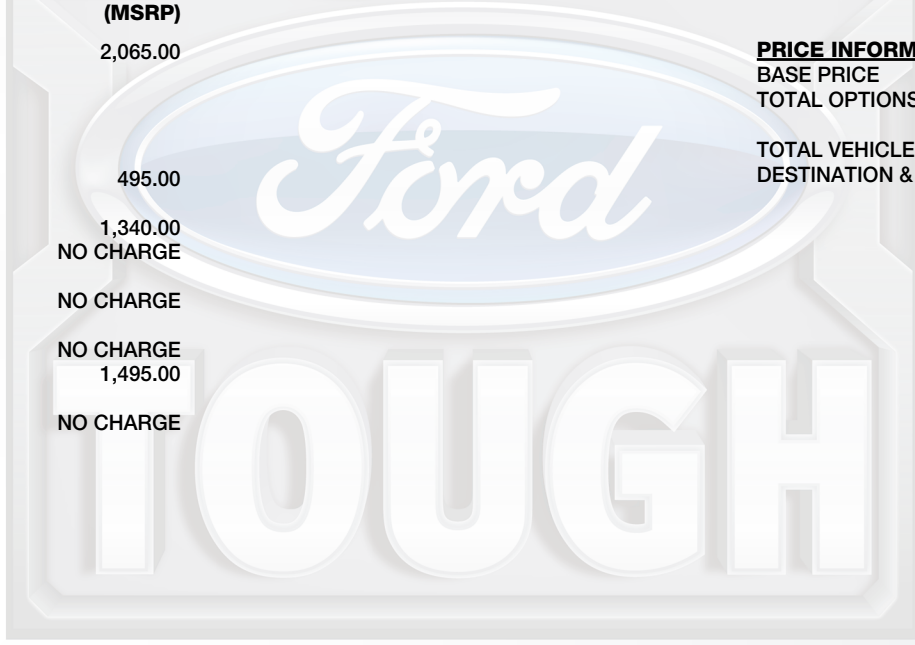 (MSRP)
2,065.00
495.00
1,340.00
NO CHARGE
NO CHARGE
NO CHARGE
1,495.00
NO CHARGE
PRICE INFORM
BASE PRICE
TOTAL OPTIONS
TOTAL VEHICLE
DESTINATION &
Ford
TOUGH